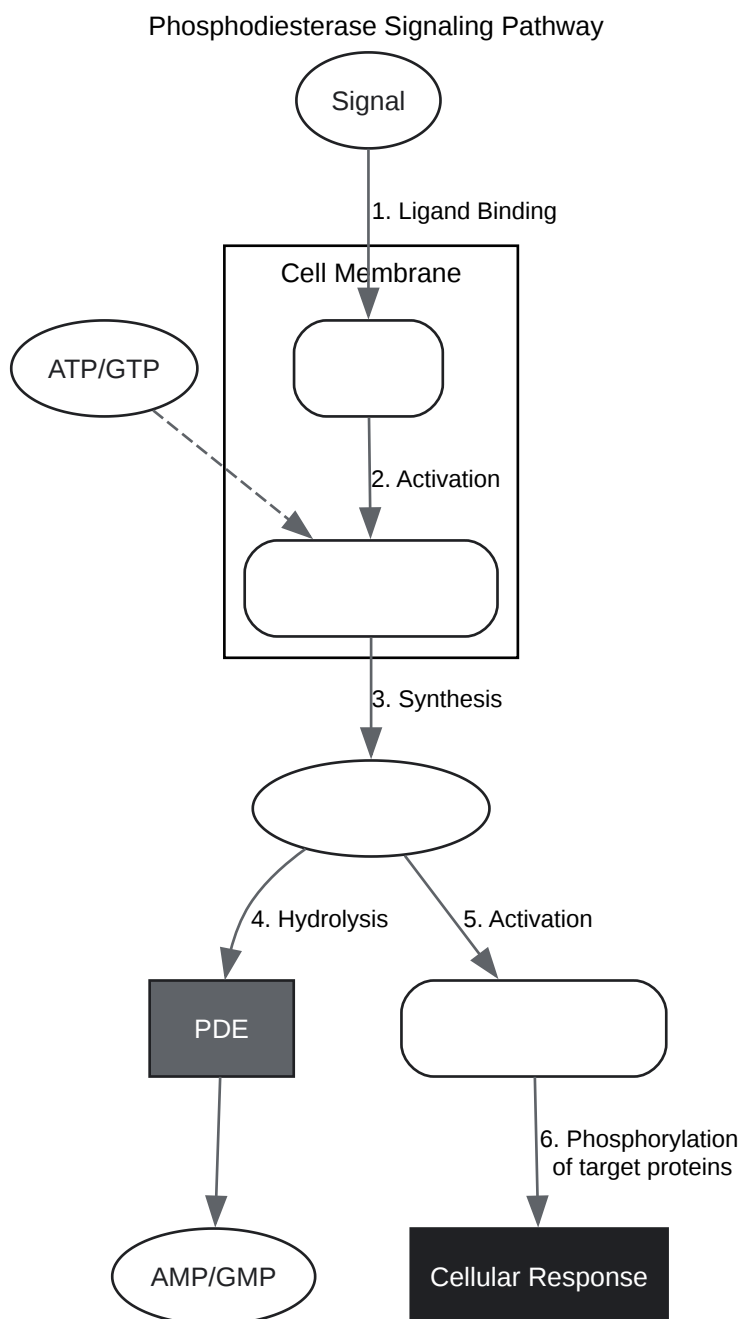 Phosphodiesterase Signaling Pathway
Signal
1. Ligand Binding
Cell Membrane
ATP/GTP
2. Activation
3. Synthesis
4. Hydrolysis
5. Activation
PDE
6. Phosphorylation
of target proteins
AMP/GMP
Cellular Response